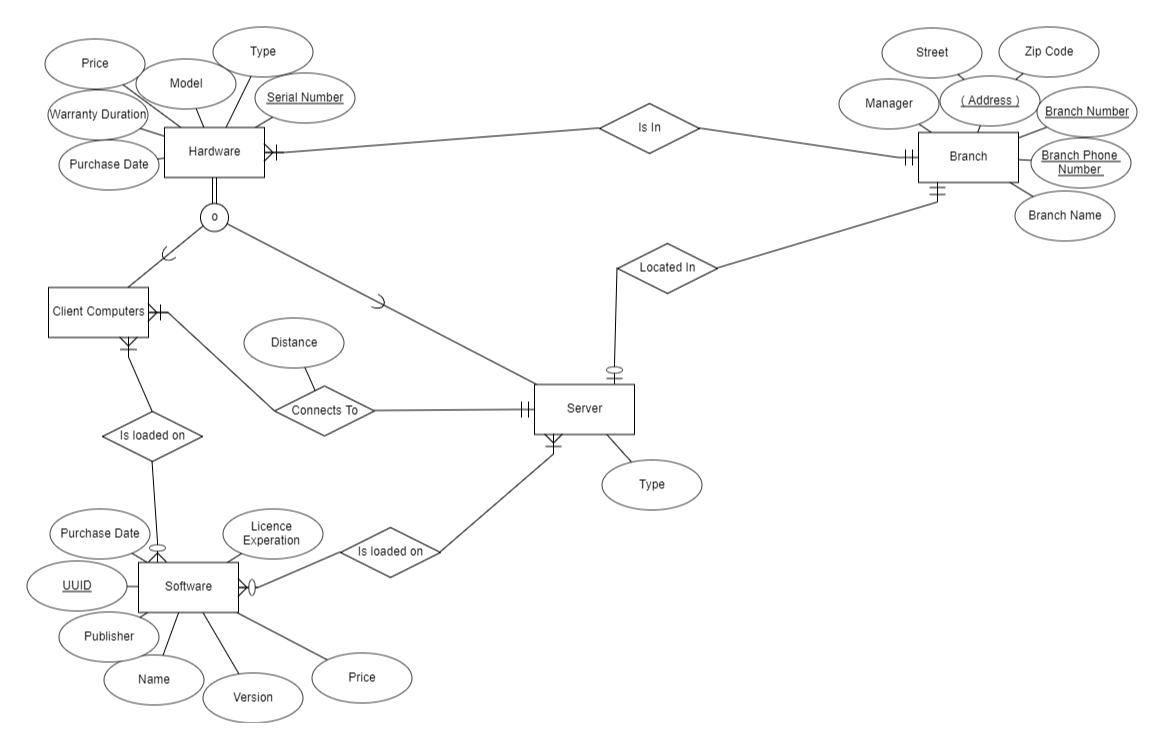 Type
Street
Zip Code
Price
Model
Serial Number
Manager
( Address )
Branch Number
Warranty Duration
Is In
Hardware
Branch
Purchase Date
Branch Phone
Number
o
Branch Name
Located In
Client Computers
Distance
Connects To
Server
Is loaded on
Type
Purchase Date
Licence
Experation
Is loaded on
UUID
Software
Publisher
Name
Version
Price